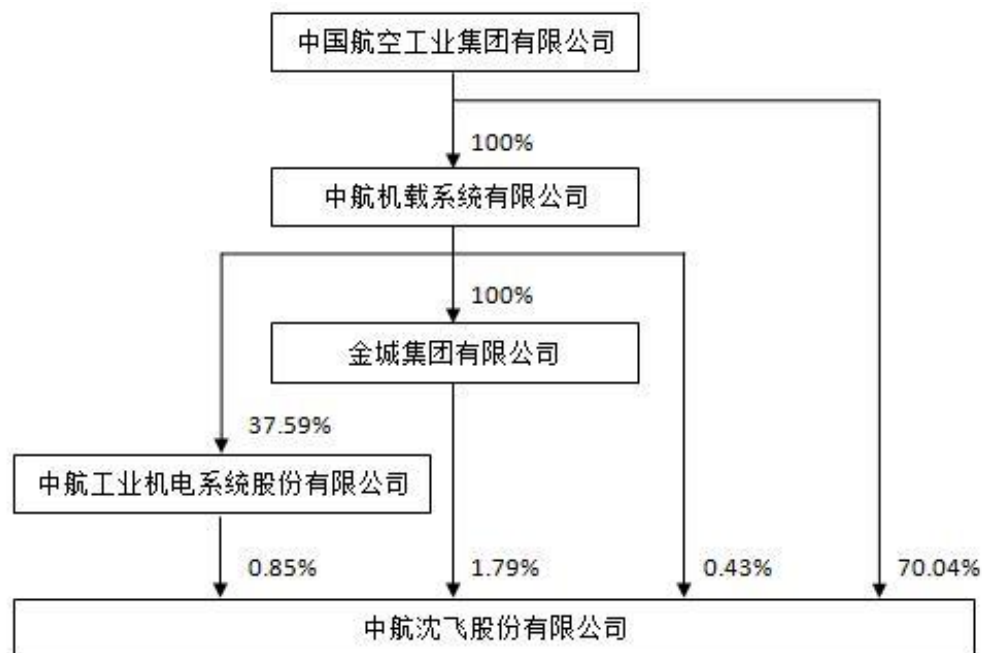 中国航空工业集团有限公司
100%
中航机载系统有限公司
100%
金城集团有限公司
37.59%
中航工业机电系统股份有限公司
0.85%
1.79%
0.43%
70.04%
中航沈飞股份有限公司